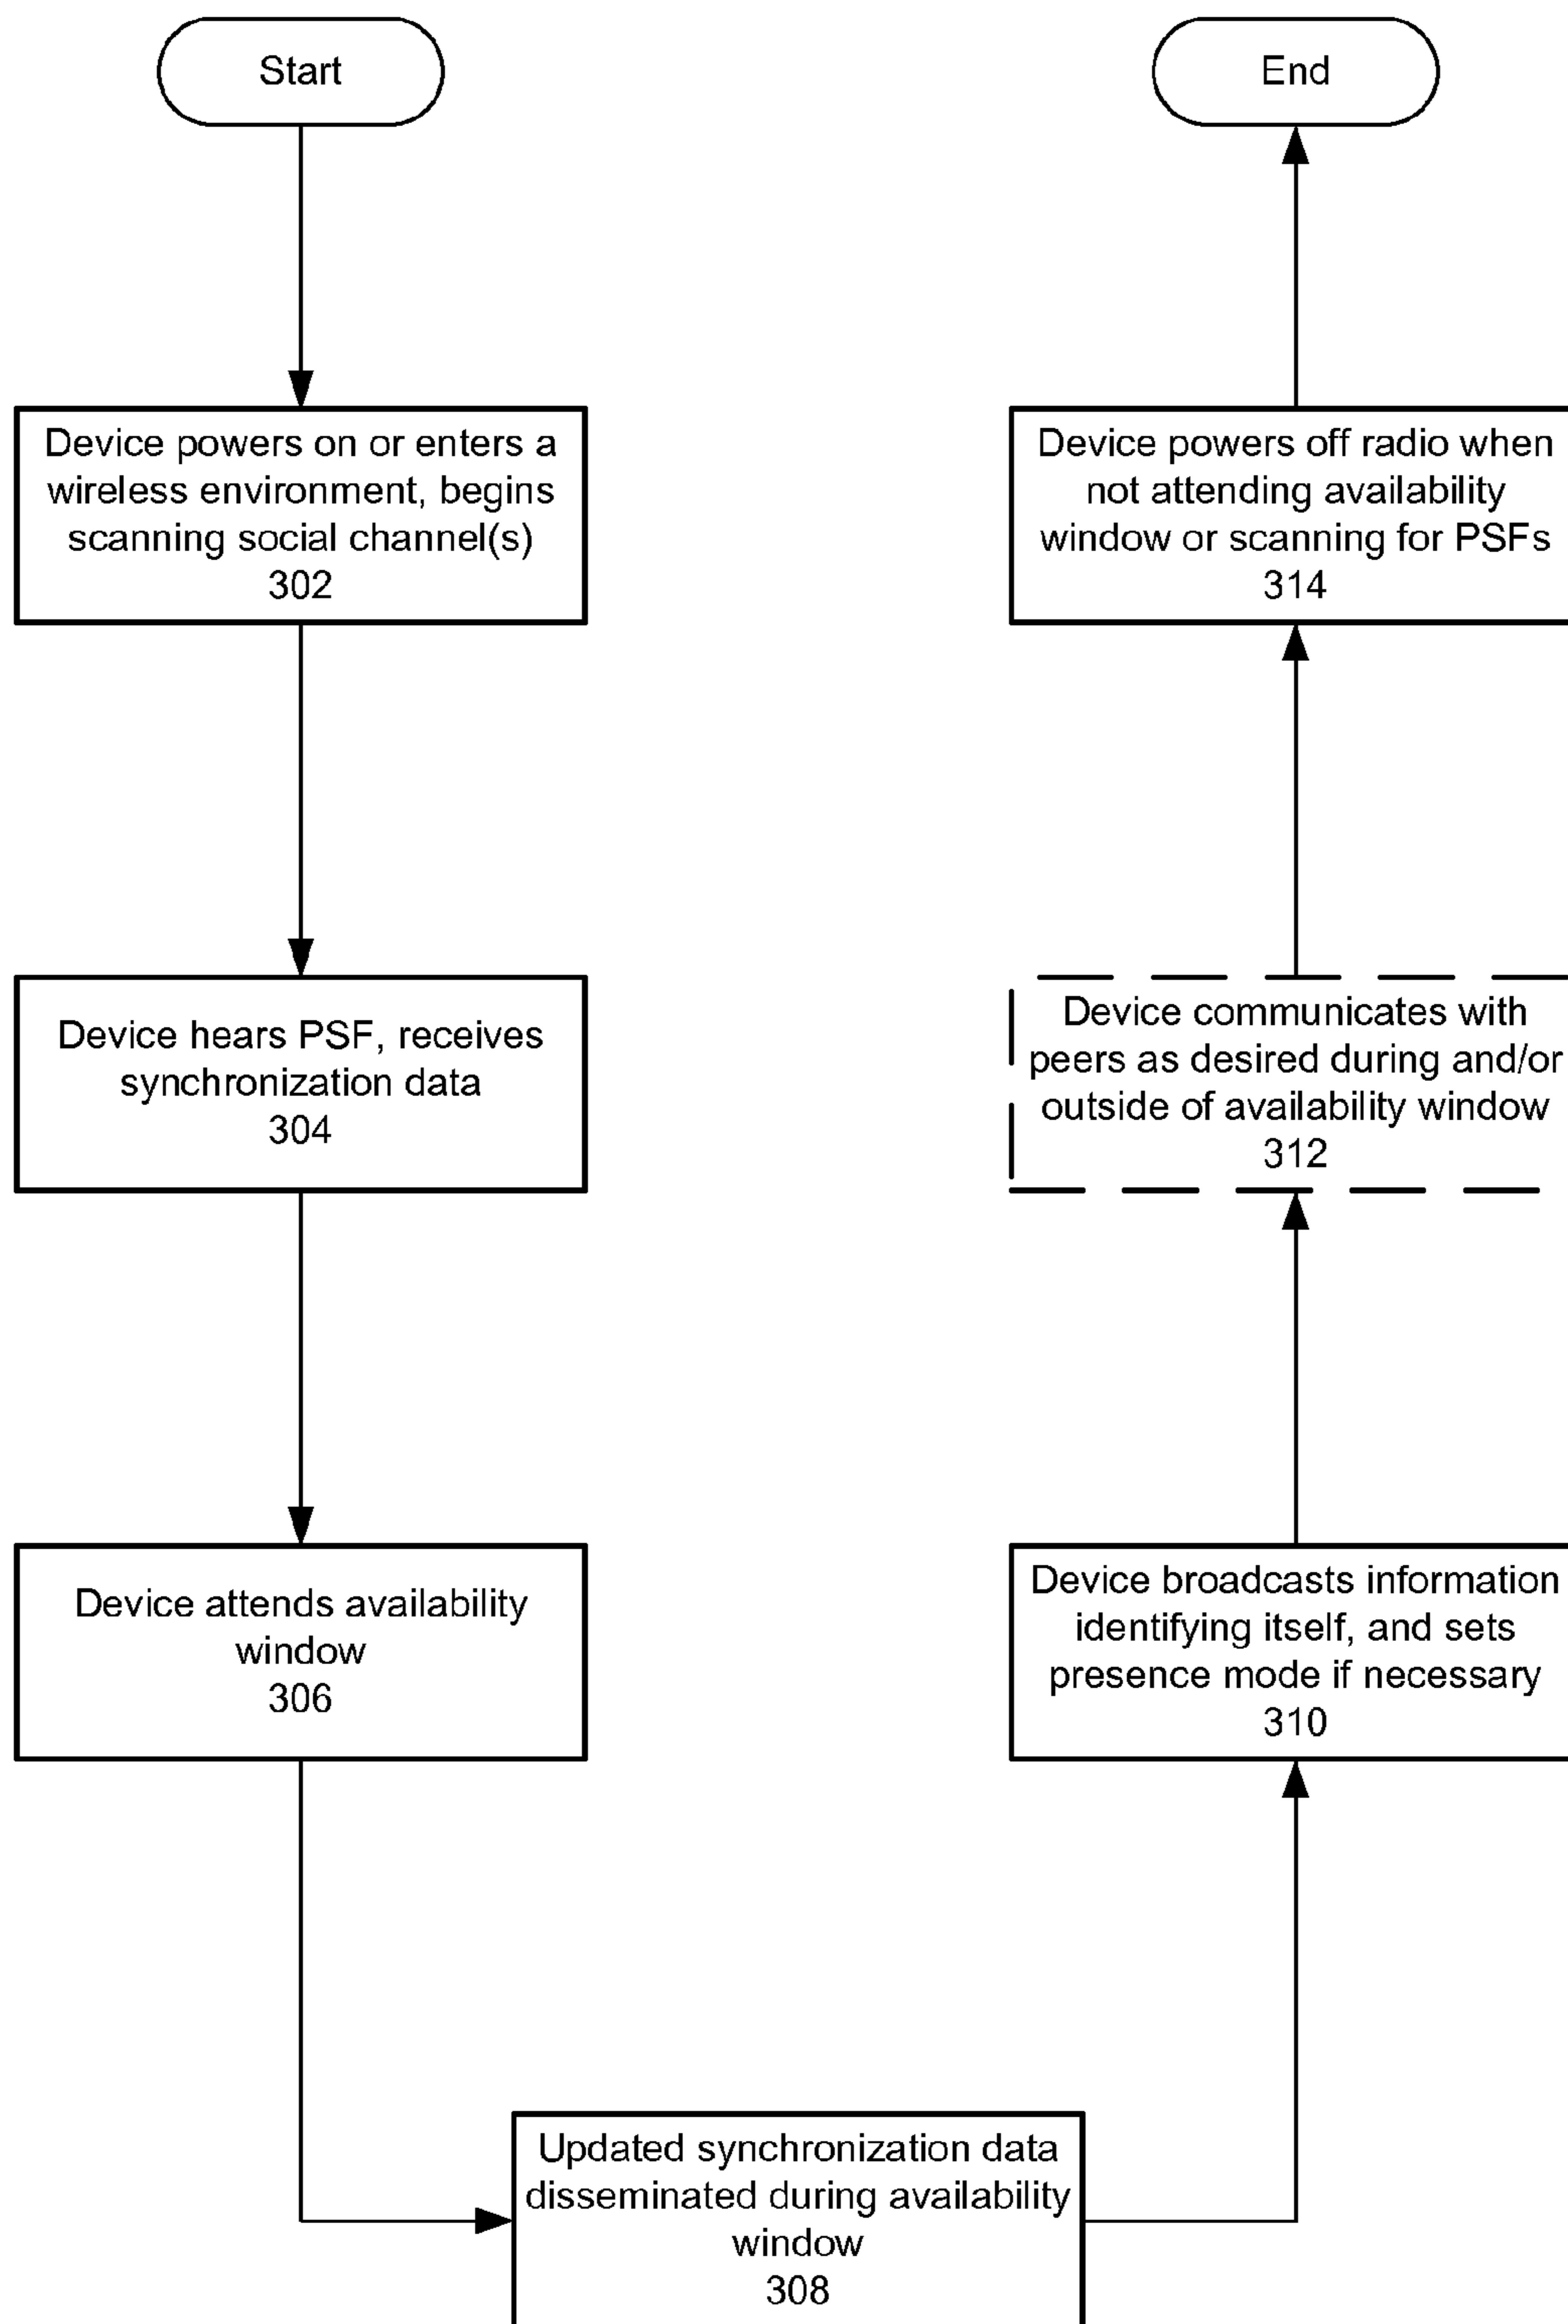 Start
Device powers on or enters a
wireless environment, begins
scanning social channel(s)
302
Device hears PSF, receives
synchronization data
304
Device attends availability
window
306
Updated synchronization data
disseminated during availability
window
308
Device broadcasts information
identifying itself, and sets
presence mode if necessary
310
Device communicates with
peers as desired during and/or
outside of availability window
312
Device powers off radio when
not attending availability
window or scanning for PSFs
314
End